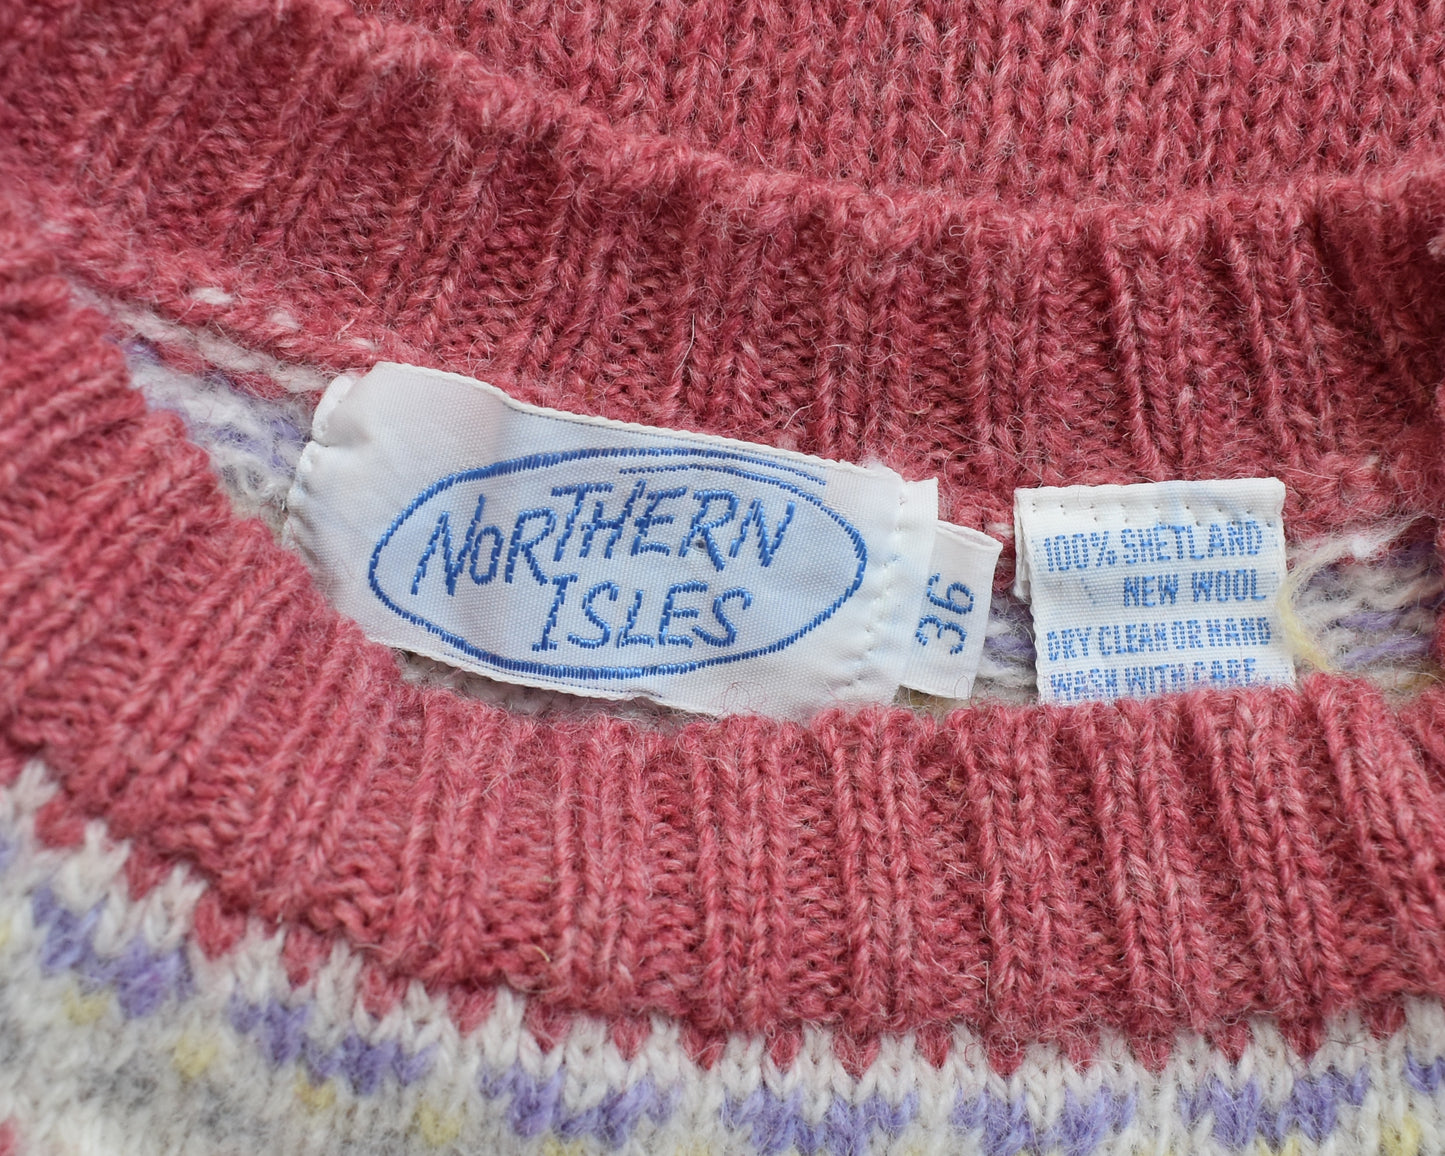 NORTHERN
ISLES
36
100% SHETLAND
NEW WOOL
DRY CLEAN OR HAND
WASH WITH CARE